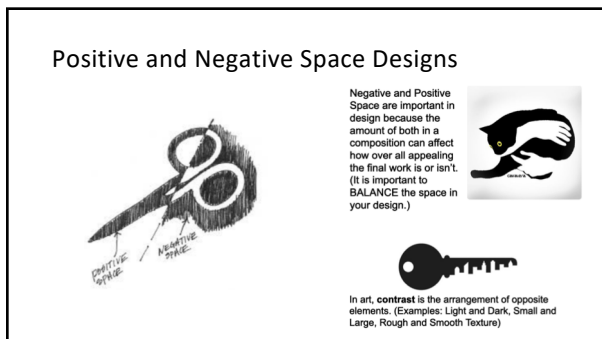 Positive and Negative Space Designs
Negative and Positive
Space are important in
design because the
amount of both in a
composition can affect
how over all appealing
the final work is or isn't.
(It is important to
BALANCE the space in
your design.)
POSITIVE
SPACE
NEGATIVE
SPACE
In art, contrast is the arrangement of opposite
elements. (Examples: Light and Dark, Small and
Large, Rough and Smooth Texture)